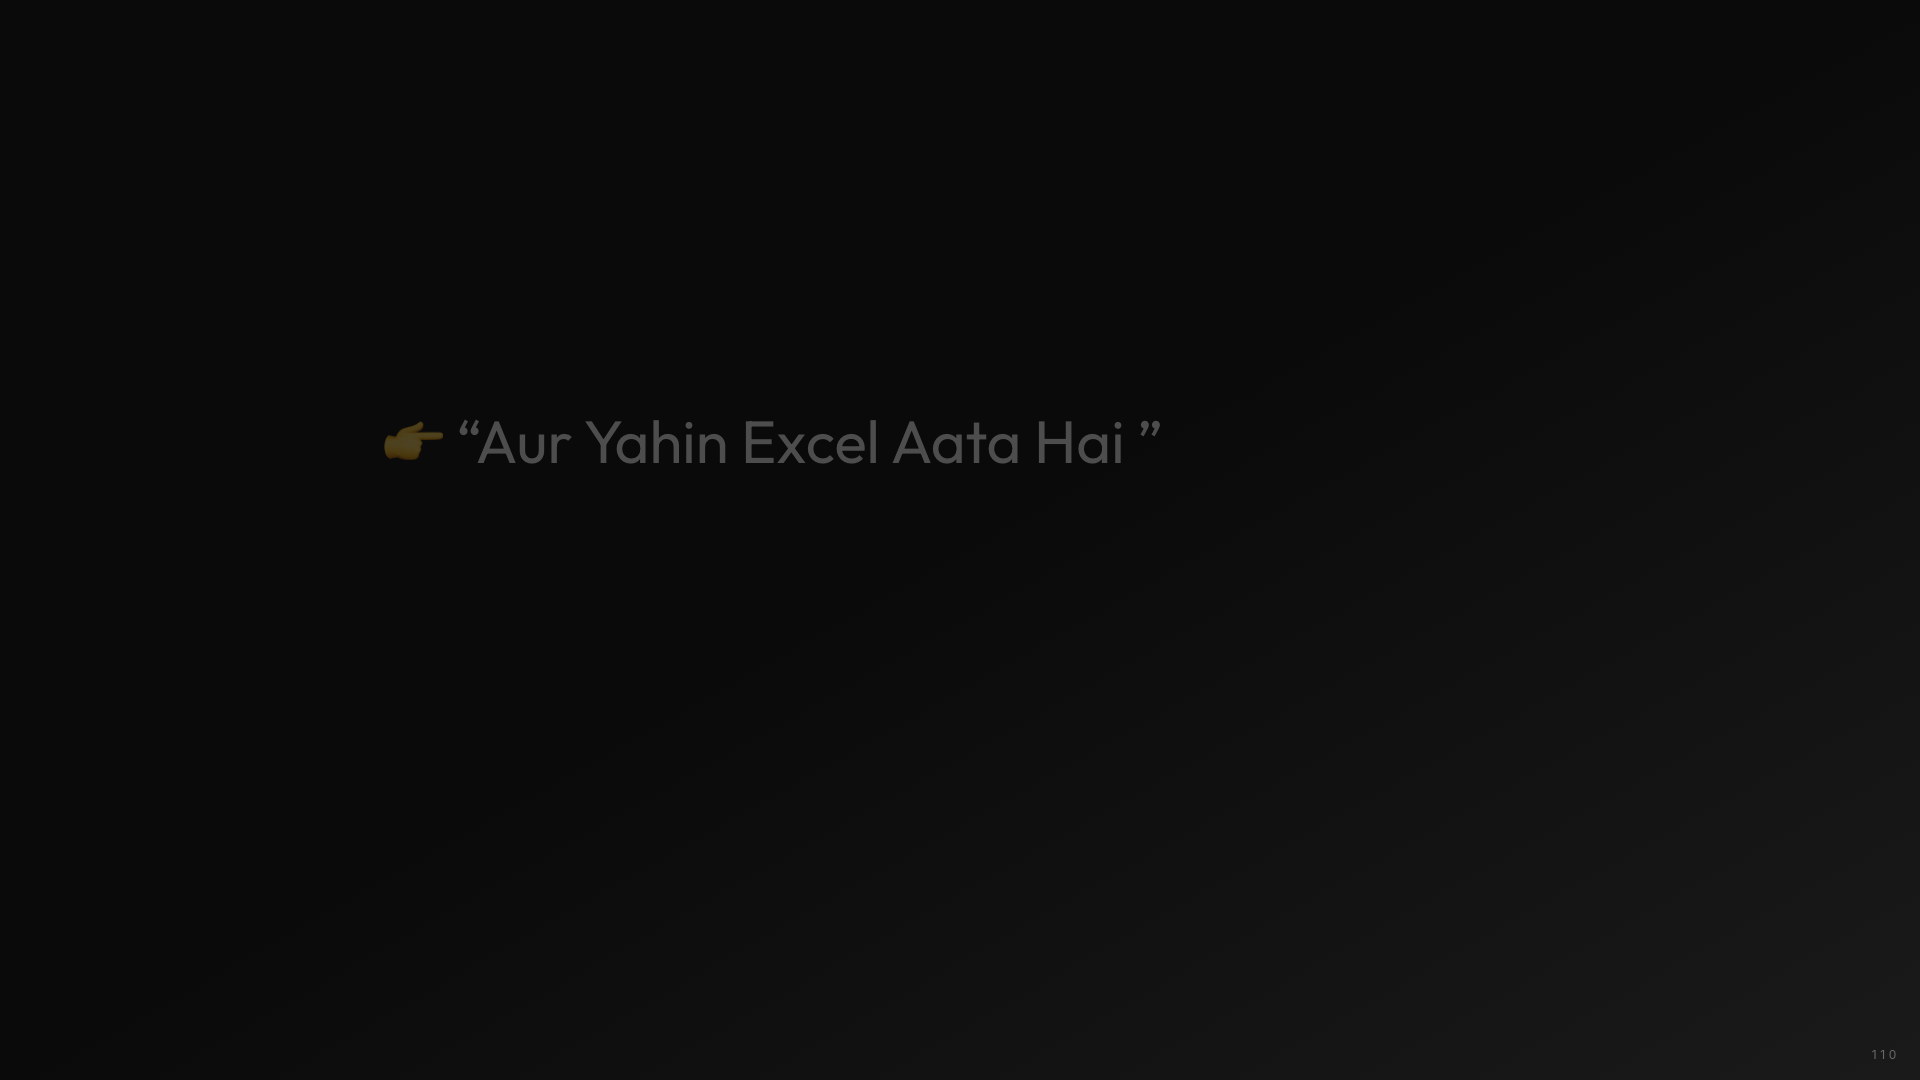 👉 “Aur Yahin Excel Aata Hai ”
110